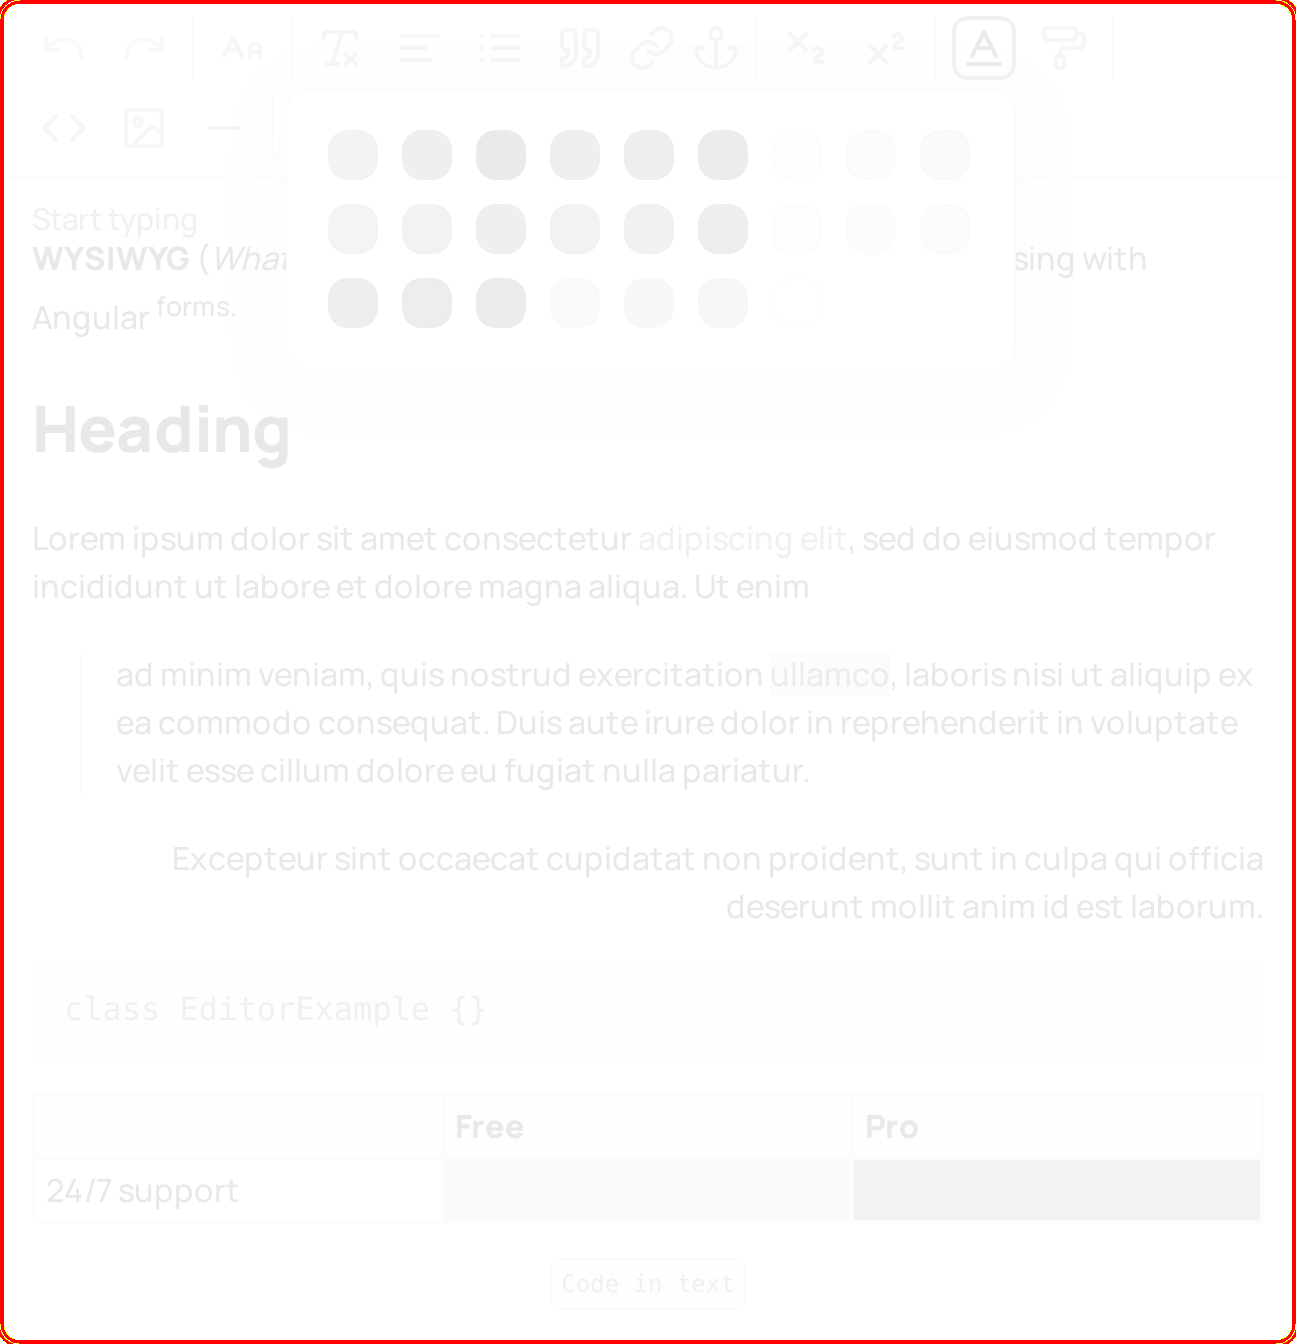 Start typing
WYSIWYG (What sing with
Angular forms.
Heading
Lorem ipsum dolor sit amet consectetur adipiscing elit, sed do eiusmod tempor
incididunt ut labore et dolore magna aliqua. Ut enim
ad minim veniam, quis nostrud exercitation ullamco, laboris nisi ut aliquip ex
ea commodo consequat. Duis aute irure dolor in reprehenderit in voluptate
velit esse cillum dolore eu fugiat nulla pariatur.
Excepteur sint occaecat cupidatat non proident, sunt in culpa qui officia
deserunt mollit anim id est laborum.
class EditorExample {}
Free Pro
24/7 support
Code in text